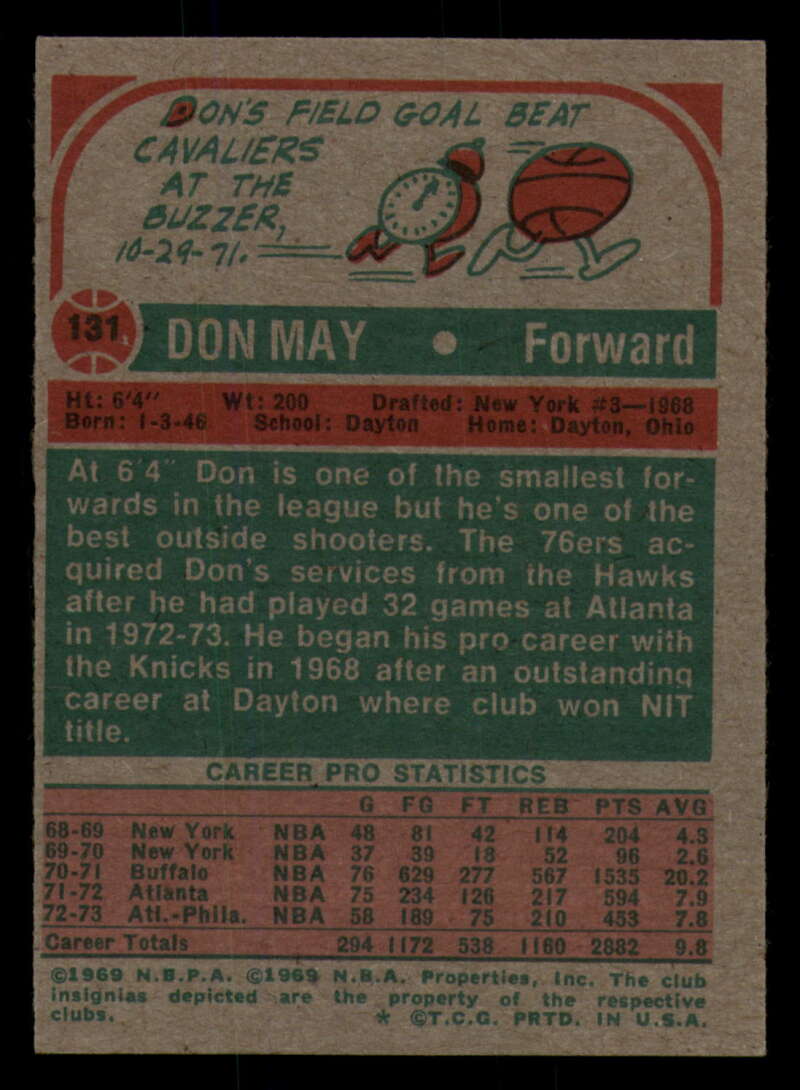 DON'S FIELD GOAL BEAT
CAVALIERS
AT THE
BUZZER,
10-29-71.
131
DON MAY • Forward
Ht: 6'4" Wt: 200 Drafted: New York #3—1968
Born: 1-3-46 School: Dayton Home: Dayton, Ohio
At 6'4" Don is one of the smallest for-
wards in the league but he's one of the
best outside shooters. The 76ers ac-
quired Don's services from the Hawks
after he had played 32 games at Atlanta
in 1972-73. He began his pro career with
the Knicks in 1968 after an outstanding
career at Dayton where club won NIT
title.
CAREER PRO STATISTICS
G FG FT REB PTS AVG
68-69 New York NBA 48 81 42 114 204 4.3
69-70 New York NBA 37 39 18 52 96 2.6
70-71 Buffalo NBA 76 629 277 567 1535 20.2
71-72 Atlanta NBA 75 234 126 217 594 7.9
72-73 Atl.-Phila. NBA 58 189 75 210 453 7.8
Career Totals 294 1172 538 1160 2882 9.8
©1969 N.B.P.A. ©1969 N.B.A. Properties, Inc. The club
insignias depicted are the property of the respective
clubs. * ©T.C.G. PRTD. IN U.S.A.